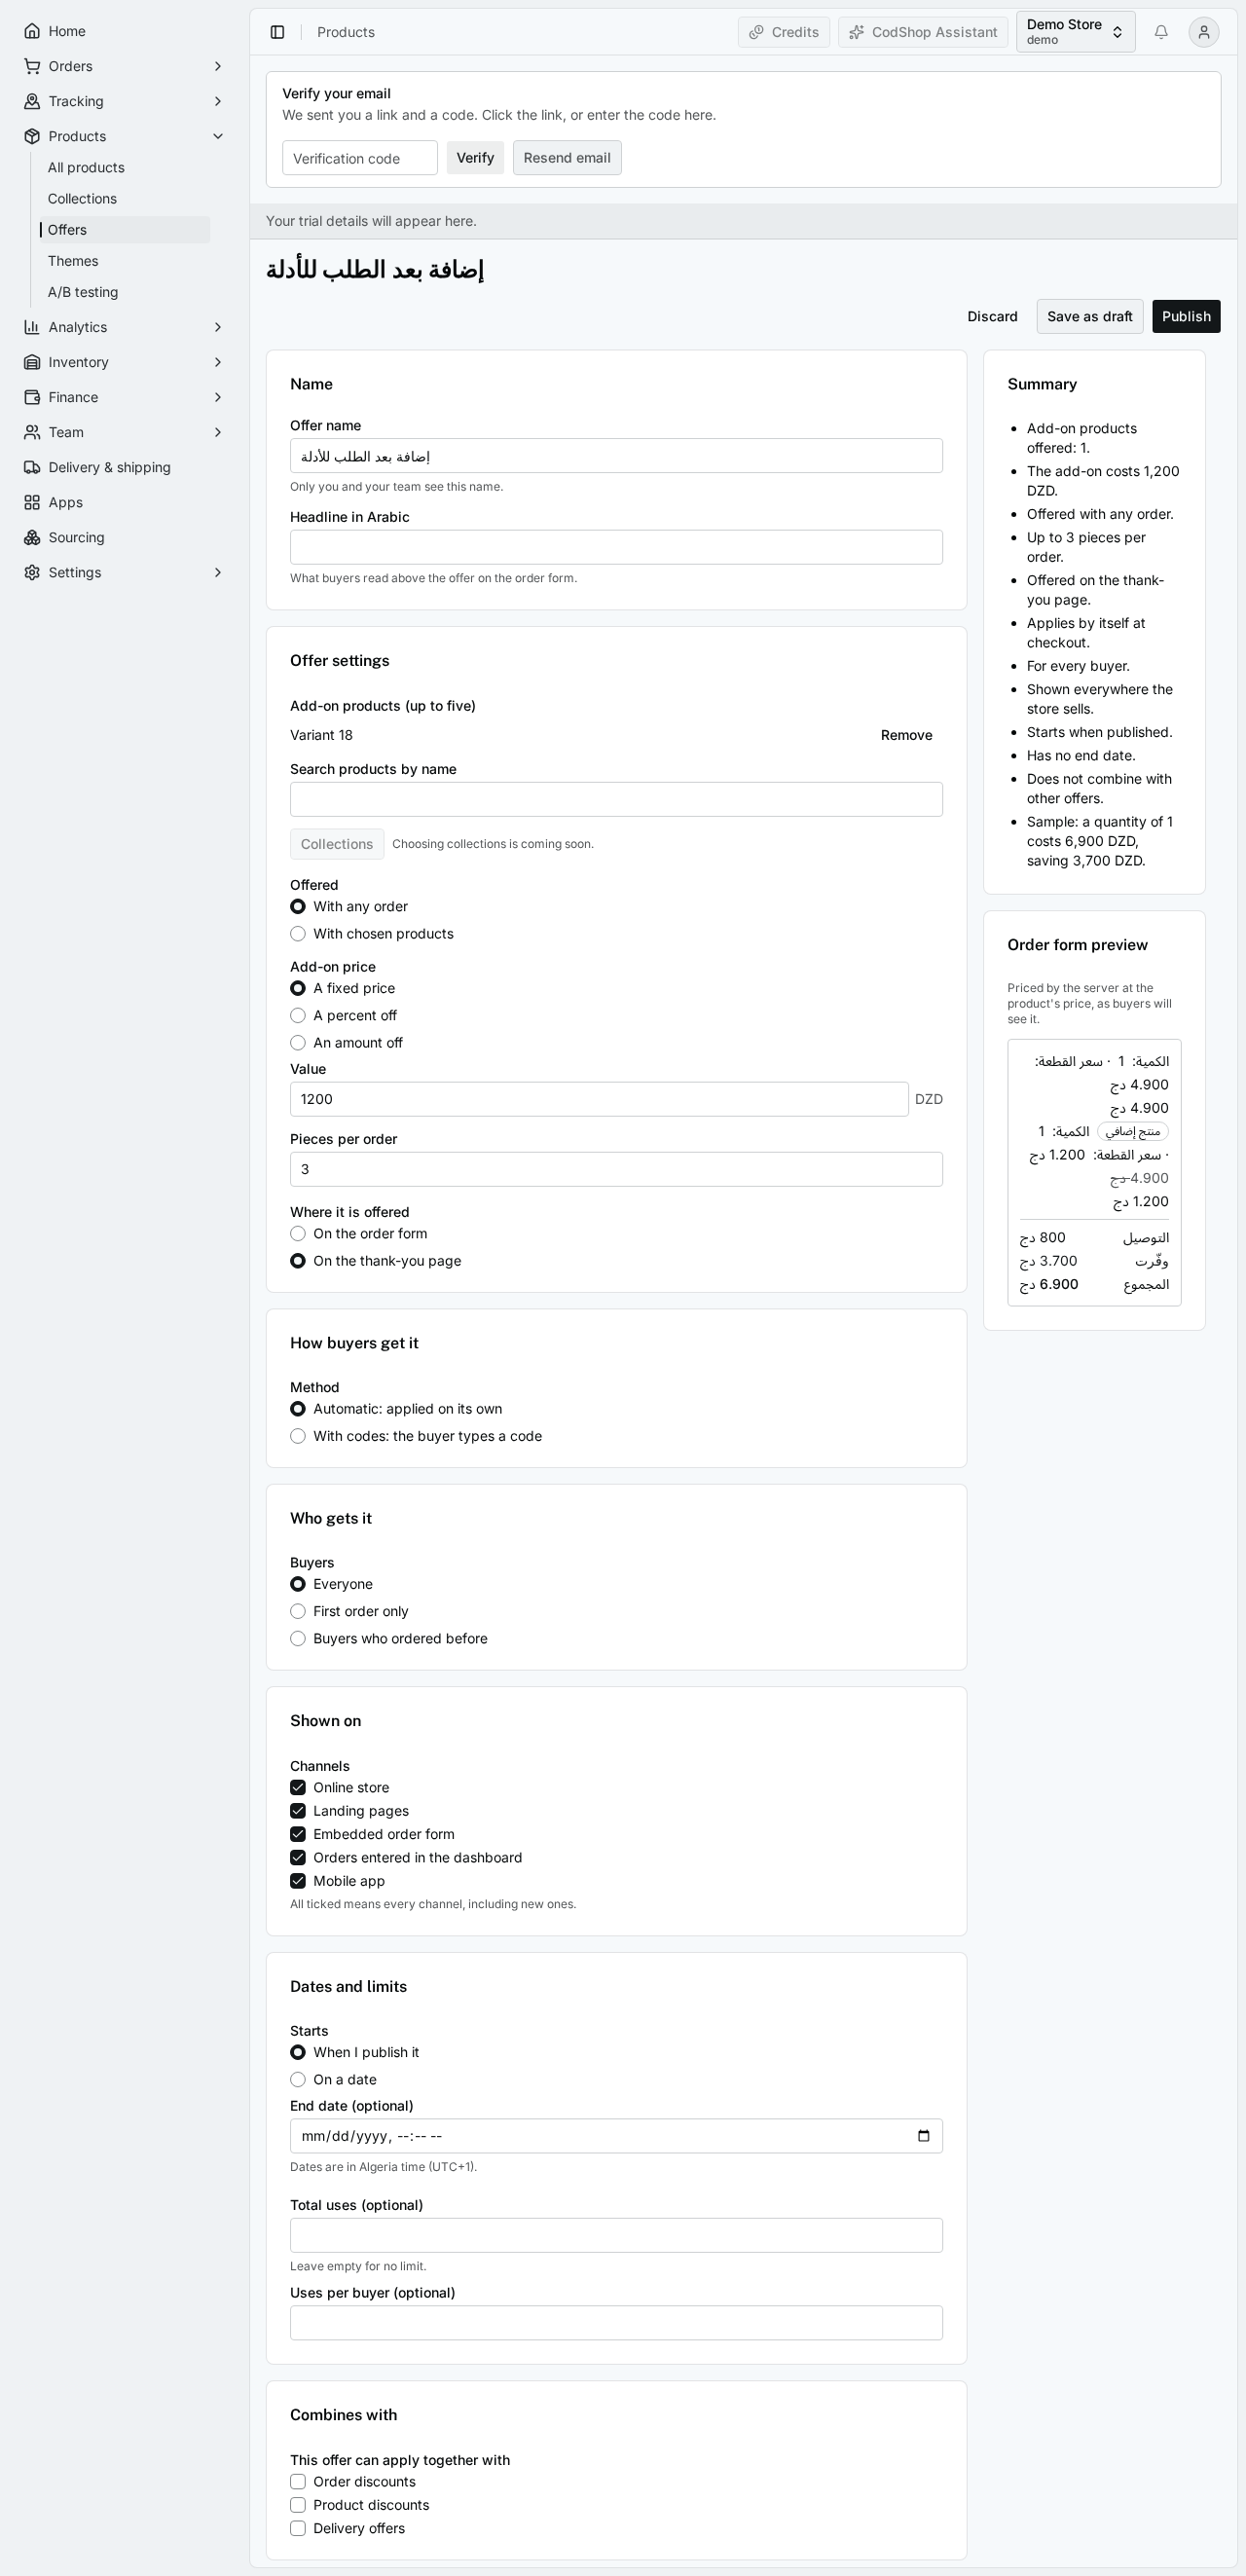 Home
Orders
Tracking
Products
All products
Collections
Offers
Themes
A/B testing
Analytics
Inventory
Finance
Team
Delivery & shipping
Apps
Sourcing
Settings
Products
Credits
CodShop Assistant
Demo Store
demo
Verify your email
We sent you a link and a code. Click the link, or enter the code here.
Verification code
Verify
Resend email
Your trial details will appear here.
إضافة بعد الطلب للأدلة
Discard
Save as draft
Publish
Name
Offer name
إضافة بعد الطلب للأدلة
Only you and your team see this name.
Headline in Arabic
What buyers read above the offer on the order form.
Offer settings
Add-on products (up to five)
Variant 18
Remove
Search products by name
Collections
Choosing collections is coming soon.
Offered
With any order
With chosen products
Add-on price
A fixed price
A percent off
An amount off
Value
1200
DZD
Pieces per order
3
Where it is offered
On the order form
On the thank-you page
How buyers get it
Method
Automatic: applied on its own
With codes: the buyer types a code
Who gets it
Buyers
Everyone
First order only
Buyers who ordered before
Shown on
Channels
Online store
Landing pages
Embedded order form
Orders entered in the dashboard
Mobile app
All ticked means every channel, including new ones.
Dates and limits
Starts
When I publish it
On a date
End date (optional)
mm/dd/yyyy, --:-- --
Dates are in Algeria time (UTC+1).
Total uses (optional)
Leave empty for no limit.
Uses per buyer (optional)
Combines with
This offer can apply together with
Order discounts
Product discounts
Delivery offers
Summary
Add-on products
offered: 1.
The add-on costs 1,200
DZD.
Offered with any order.
Up to 3 pieces per
order.
Offered on the thank-
you page.
Applies by itself at
checkout.
For every buyer.
Shown everywhere the
store sells.
Starts when published.
Has no end date.
Does not combine with
other offers.
Sample: a quantity of 1
costs 6,900 DZD,
saving 3,700 DZD.
Order form preview
Priced by the server at the
product's price, as buyers will
see it.
الكمية: 1 · سعر القطعة:
4.900 دج
4.900 دج
منتج إضافي الكمية: 1
· سعر القطعة: 1.200 دج
4.900 دج
1.200 دج
التوصيل 800 دج
وفّرت 3.700 دج
المجموع 6.900 دج